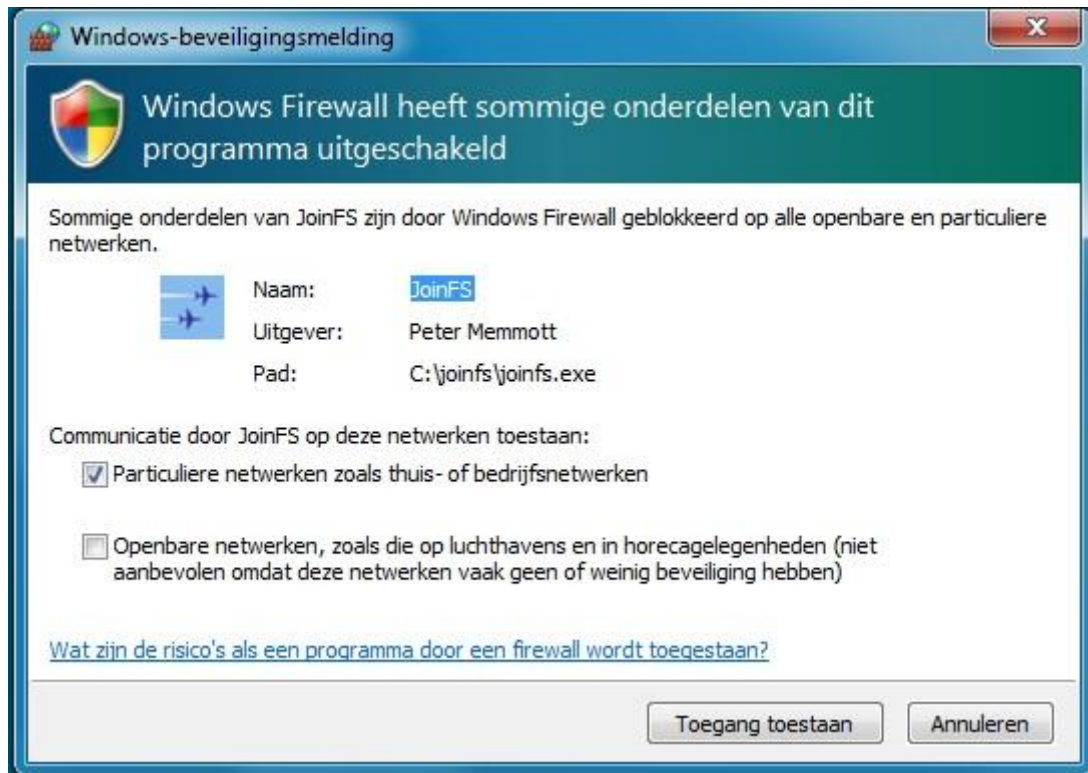 Windows-beveiligingsmelding
Windows Firewall heeft sommige onderdelen van dit
programma uitgeschakeld
Sommige onderdelen van JoinFS zijn door Windows Firewall geblokkeerd op alle openbare en particuliere
netwerken.
Naam: JoinFS
Uitgever: Peter Memmott
Pad: C:\joinfs\joinfs.exe
Communicatie door JoinFS op deze netwerken toestaan:
Particuliere netwerken zoals thuis- of bedrijfsnetwerken
Openbare netwerken, zoals die op luchthavens en in horecagelegenheden (niet
aanbevolen omdat deze netwerken vaak geen of weinig beveiliging hebben)
Wat zijn de risico's als een programma door een firewall wordt toegestaan?
Toegang toestaan Annuleren